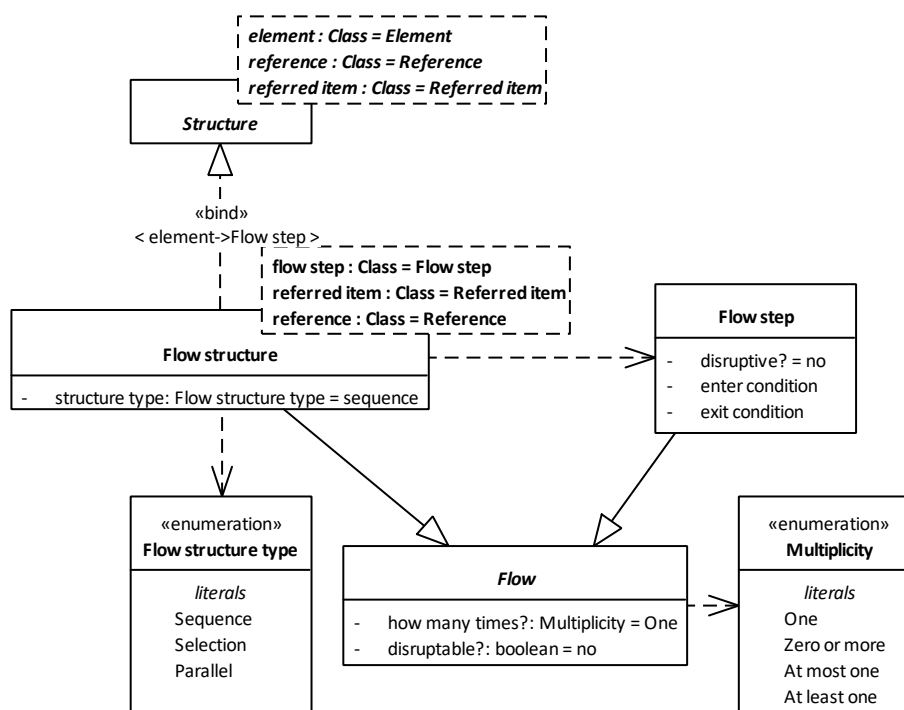 element : Class = Element
reference : Class = Reference
referred item : Class = Referred item
Structure
«bind»
< element->Flow step >
flow step : Class = Flow step
referred item : Class = Referred item
reference : Class = Reference
Flow structure
- structure type: Flow structure type = sequence
Flow step
- disruptive? = no
- enter condition
- exit condition
«enumeration»
Flow structure type
literals
Sequence
Selection
Parallel
Flow
- how many times?: Multiplicity = One
- disruptable?: boolean = no
«enumeration»
Multiplicity
literals
One
Zero or more
At most one
At least one